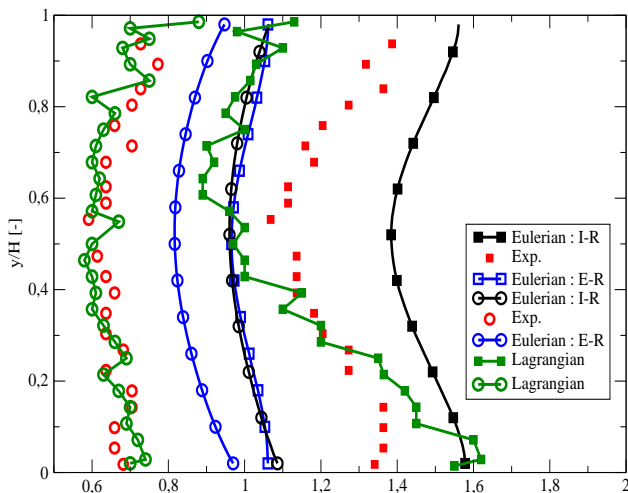 1
0,8
0,6
0,4
0,2
0
y/H [-]
Eulerian : I-R
Exp.
Eulerian : E-R
Eulerian : I-R
Exp.
Eulerian : E-R
Lagrangian
Lagrangian
0,6 0,8 1 1,2 1,4 1,6 1,8 2